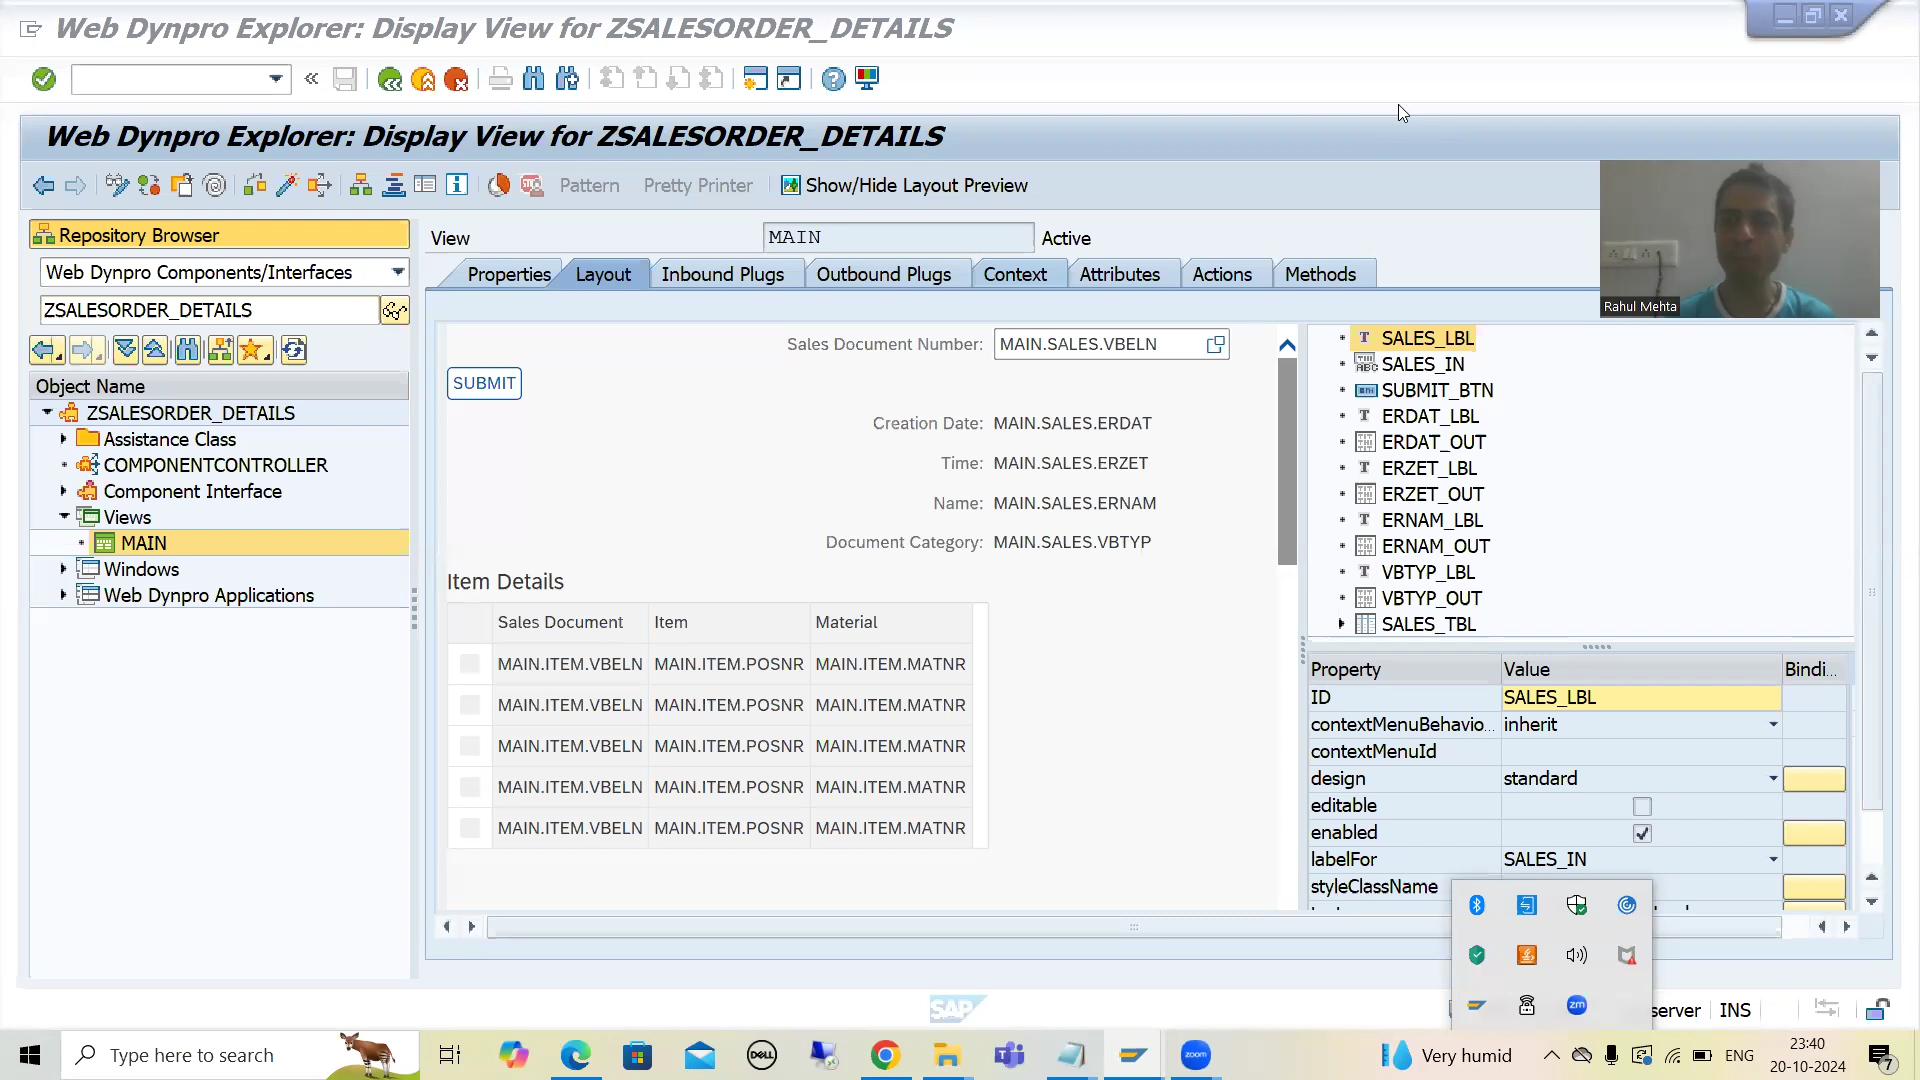 Web Dynpro Explorer: Display View for ZSALESORDER_DETAILS
Web Dynpro Explorer: Display View for ZSALESORDER_DETAILS
Pattern
Pretty Printer
Show/Hide Layout Preview
Rahul Mehta
Repository Browser
Web Dynpro Components/Interfaces
ZSALESORDER_DETAILS
Object Name
ZSALESORDER_DETAILS
Assistance Class
COMPONENTCONTROLLER
Component Interface
Views
MAIN
Windows
Web Dynpro Applications
View
MAIN
Active
Properties
Layout
Inbound Plugs
Outbound Plugs
Context
Attributes
Actions
Methods
Sales Document Number: MAIN.SALES.VBELN
SUBMIT
Creation Date: MAIN.SALES.ERDAT
Time: MAIN.SALES.ERZET
Name: MAIN.SALES.ERNAM
Document Category: MAIN.SALES.VBTYP
Item Details
Sales Document Item Material
MAIN.ITEM.VBELN MAIN.ITEM.POSNR MAIN.ITEM.MATNR
MAIN.ITEM.VBELN MAIN.ITEM.POSNR MAIN.ITEM.MATNR
MAIN.ITEM.VBELN MAIN.ITEM.POSNR MAIN.ITEM.MATNR
MAIN.ITEM.VBELN MAIN.ITEM.POSNR MAIN.ITEM.MATNR
MAIN.ITEM.VBELN MAIN.ITEM.POSNR MAIN.ITEM.MATNR
SALES_LBL
SALES_IN
SUBMIT_BTN
ERDAT_LBL
ERDAT_OUT
ERZET_LBL
ERZET_OUT
ERNAM_LBL
ERNAM_OUT
VBTYP_LBL
VBTYP_OUT
SALES_TBL
Property Value Bindi...
ID SALES_LBL
contextMenuBehavio... inherit
contextMenuId
design standard
editable
enabled
labelFor SALES_IN
styleClassName
SAP
server INS
Type here to search
DELL
zoom
zm
Very humid
ENG
23:40
20-10-2024
7